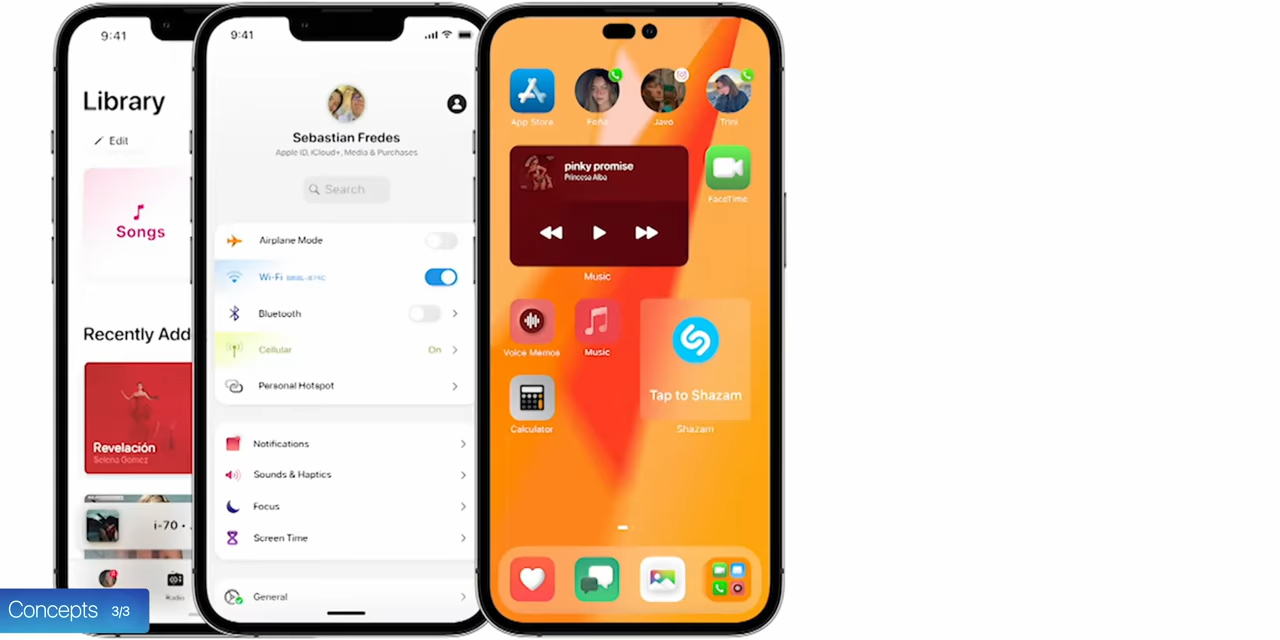 9:41
Library
Edit
Songs
Recently Add
Revelación
Selena Gomez
i-70 •
Radio
9:41
Sebastian Fredes
Apple ID, iCloud+, Media & Purchases
Search
Airplane Mode
Wi-Fi
Bluetooth
Cellular
On
Personal Hotspot
Notifications
Sounds & Haptics
Focus
Screen Time
General
App Store
Javo
Trini
pinky promise
Princesa Alba
FaceTime
Music
Voice Memos
Music
Tap to Shazam
Shazam
Calculator
Concepts 3/3